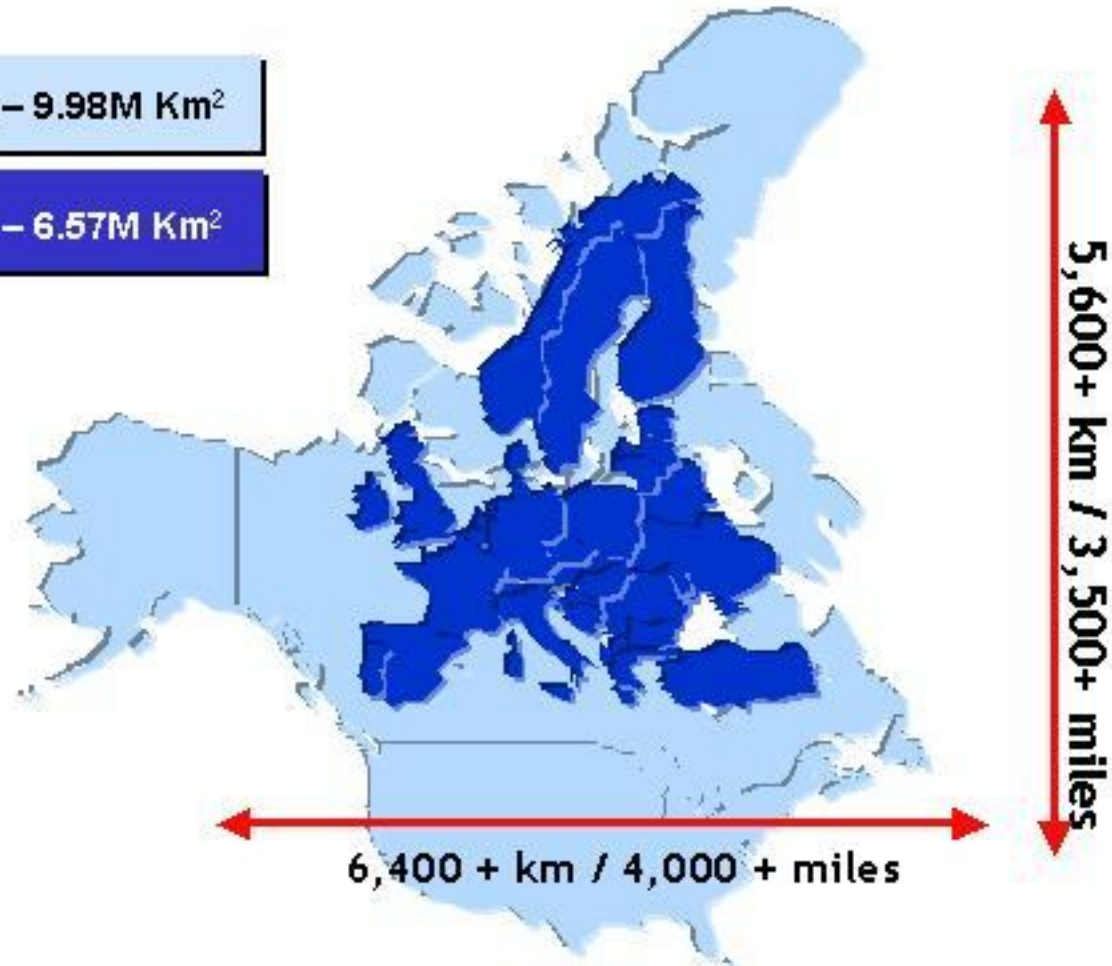 – 9.98M Km²
– 6.57M Km²
5,600+ km / 3,500+ miles
6,400 + km / 4,000 + miles